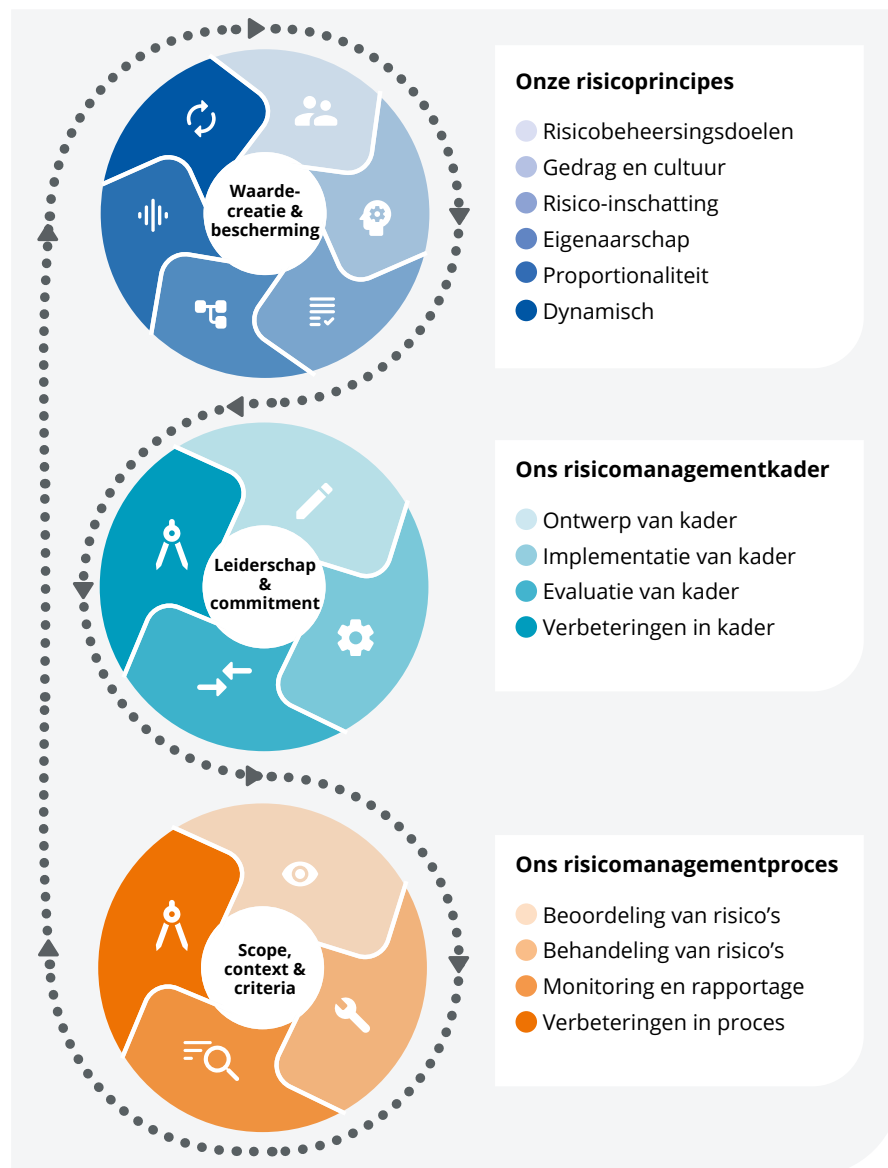 Waarde-
creatie &
bescherming
Onze risicoprincipes
Risicobeheersingsdoelen
Gedrag en cultuur
Risico-inschatting
Eigenaarschap
Proportionaliteit
Dynamisch
Leiderschap
&
commitment
Ons risicomanagementkader
Ontwerp van kader
Implementatie van kader
Evaluatie van kader
Verbeteringen in kader
Scope,
context &
criteria
Ons risicomanagementproces
Beoordeling van risico’s
Behandeling van risico’s
Monitoring en rapportage
Verbeteringen in proces